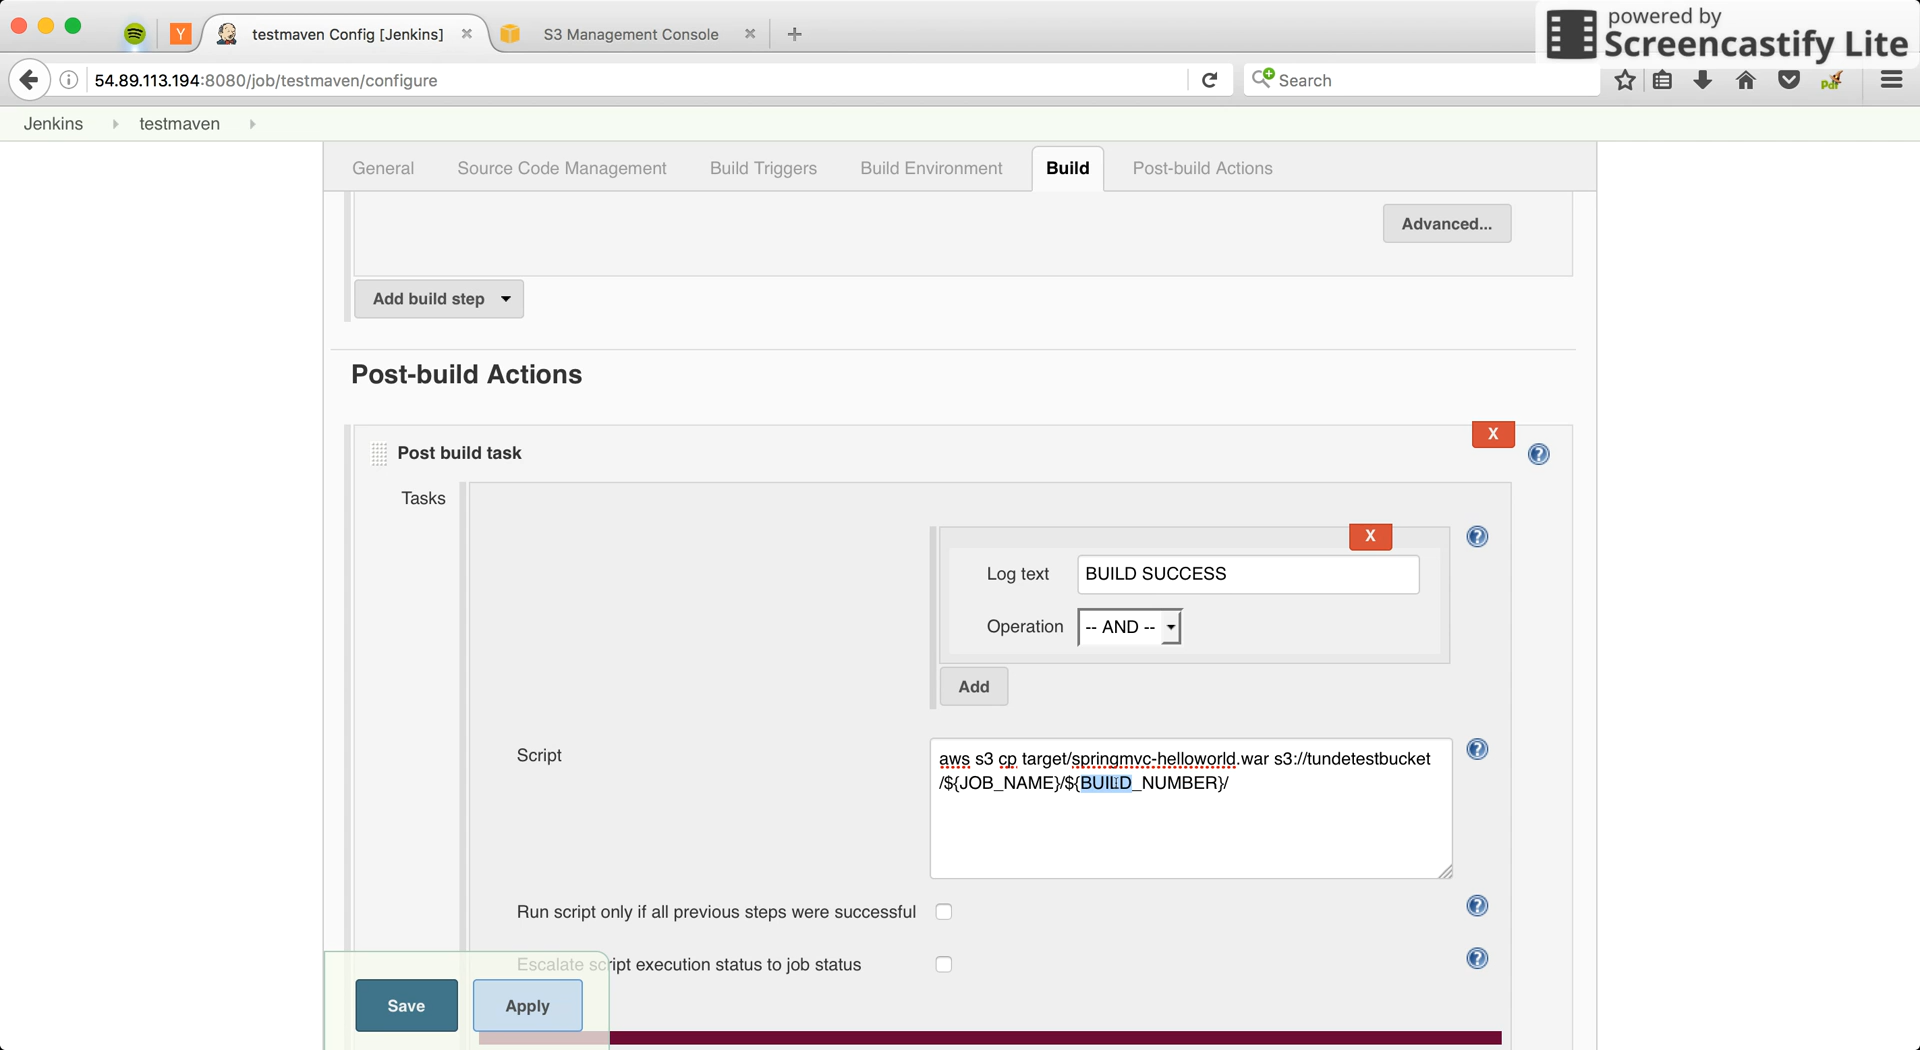 powered by
Screencastify Lite
testmaven Config [Jenkins]
S3 Management Console
54.89.113.194:8080/job/testmaven/configure
Search
Jenkins
testmaven
General
Source Code Management
Build Triggers
Build Environment
Build
Post-build Actions
Advanced...
Add build step
Post-build Actions
X
Post build task
Tasks
X
Log text
BUILD SUCCESS
Operation
-- AND --
Add
Script
aws s3 cp target/springmvc-helloworld.war s3://tundetestbucket
/${JOB_NAME}/${BUILD_NUMBER}/
Run script only if all previous steps were successful
Escalate script execution status to job status
Save
Apply